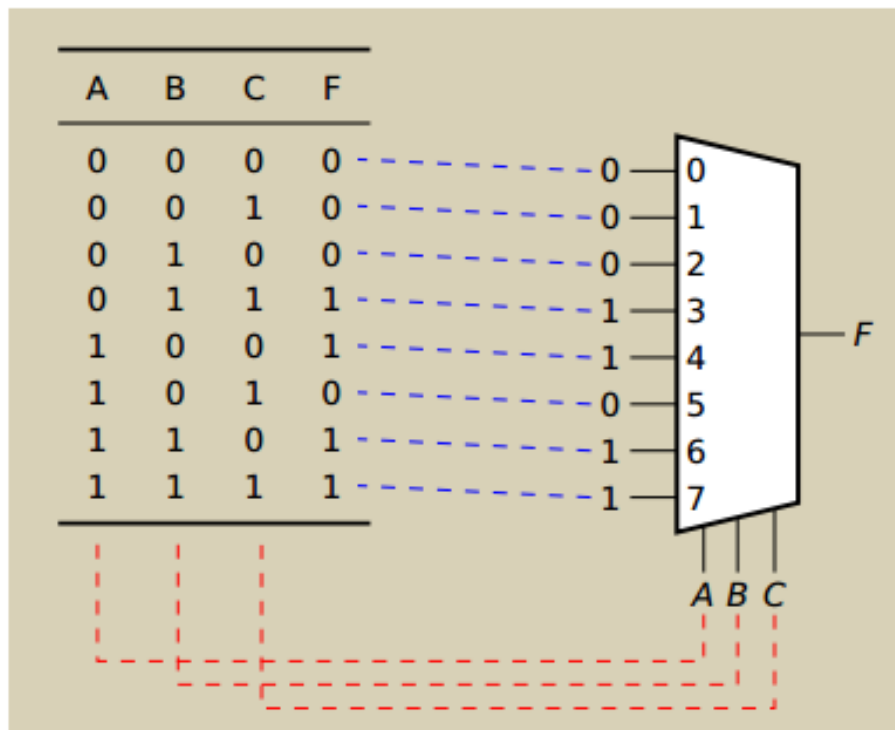 A B C F
0 0 0 0 0 0
0 0 1 0 0 1
0 1 0 0 0 2
0 1 1 1 1 3
1 0 0 1 1 4
F
1 0 1 0 0 5
1 1 0 1 1 6
1 1 1 1 1 7
A B C